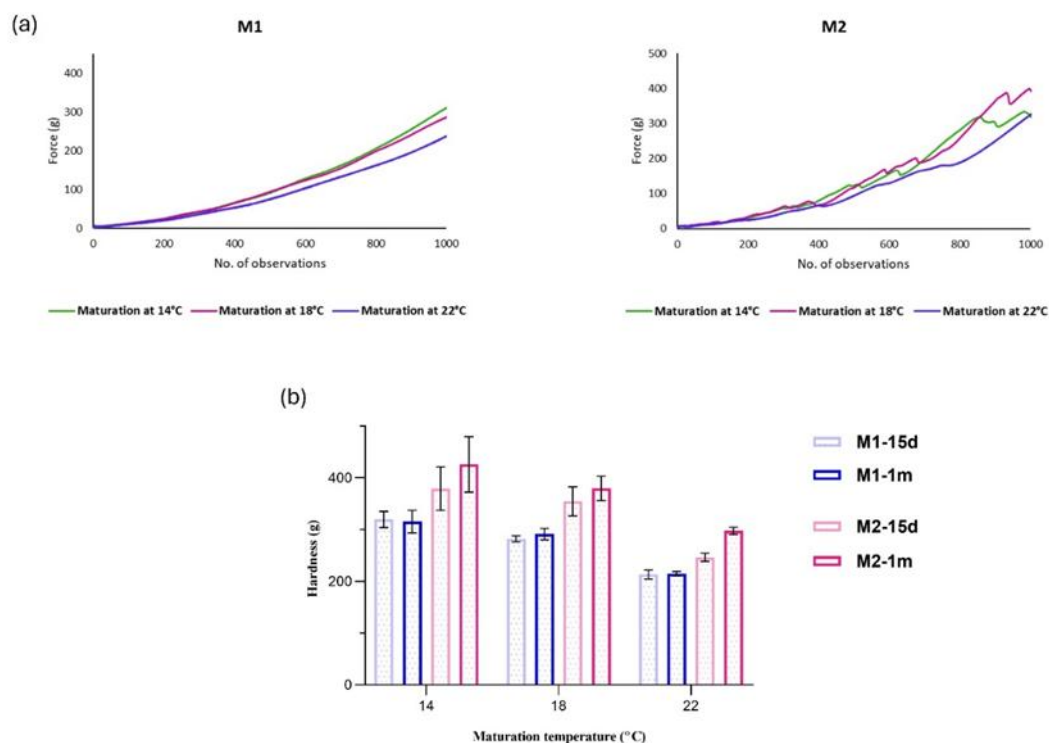 (a)
M1
M2
Force (g)
400
300
200
100
0
0 200 400 600 800 1000
No. of observations
Maturation at 14°C Maturation at 18°C Maturation at 22°C
Force (g)
500
400
300
200
100
0
0 200 400 600 800 1000
No. of observations
Maturation at 14°C Maturation at 18°C Maturation at 22°C
(b)
Hardness (g)
400
200
0
14 18 22
Maturation temperature (°C)
M1-15d
M1-1m
M2-15d
M2-1m